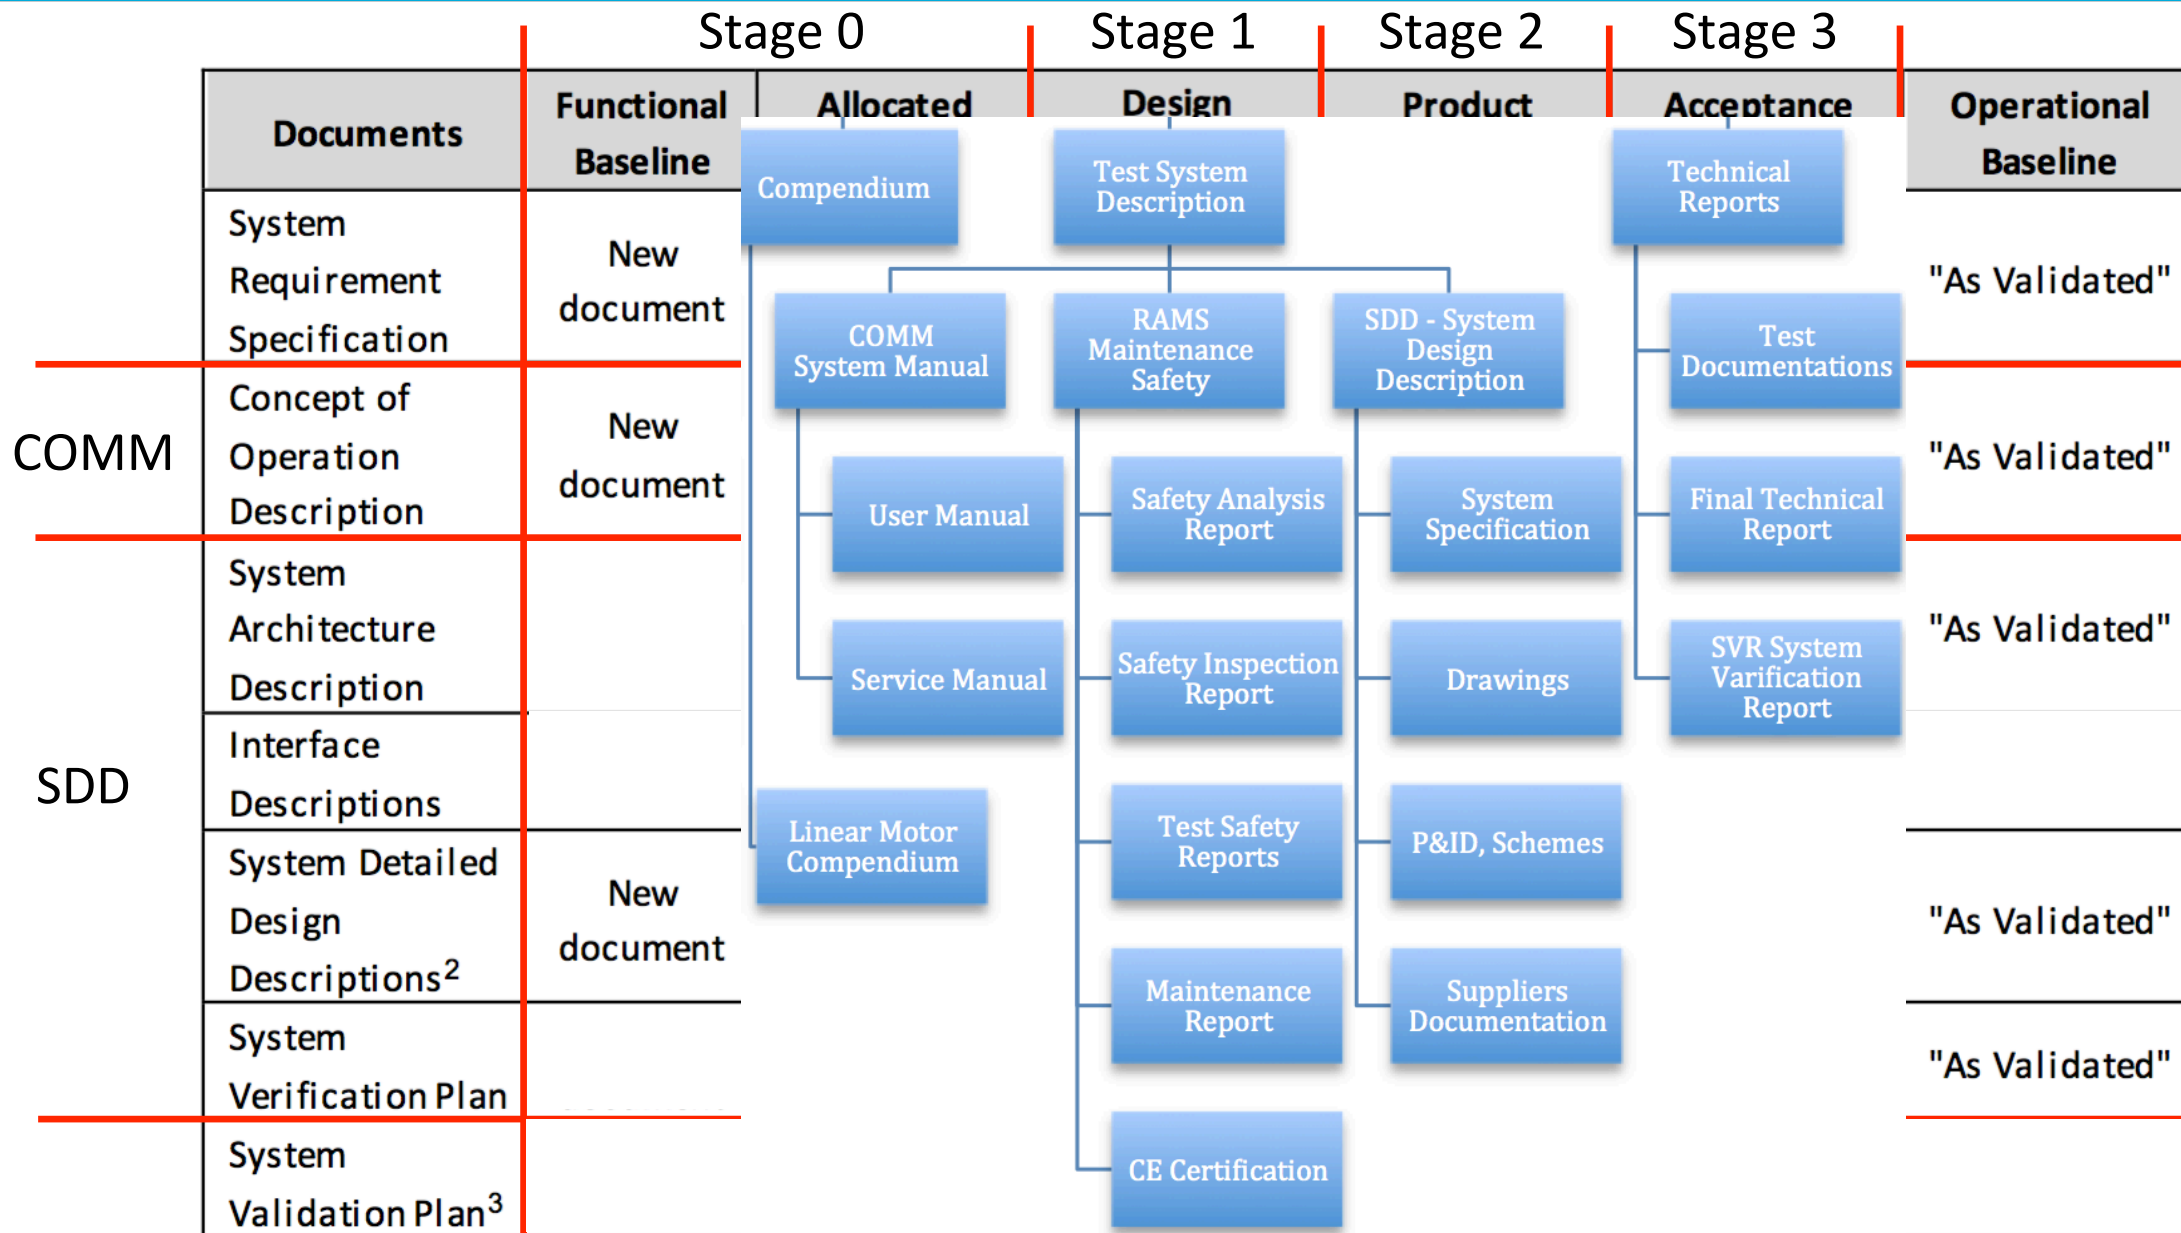 Stage 0
Stage 1
Stage 2
Stage 3
Documents
Functional
Baseline
Allocated
Design
Product
Acceptance
Operational
Baseline
System
Requirement
Specification
New
document
"As Validated"
COMM
Concept of
Operation
Description
New
document
"As Validated"
SDD
System
Architecture
Description
"As Validated"
Interface
Descriptions
System Detailed
Design
Descriptions2
New
document
"As Validated"
System
Verification Plan
"As Validated"
System
Validation Plan3
Compendium
Linear Motor
Compendium
Test System
Description
COMM
System Manual
User Manual
Service Manual
RAMS
Maintenance
Safety
Safety Analysis
Report
Safety Inspection
Report
Test Safety
Reports
Maintenance
Report
CE Certification
SDD - System
Design
Description
System
Specification
Drawings
P&ID, Schemes
Suppliers
Documentation
Technical
Reports
Test
Documentations
Final Technical
Report
SVR System
Varification
Report